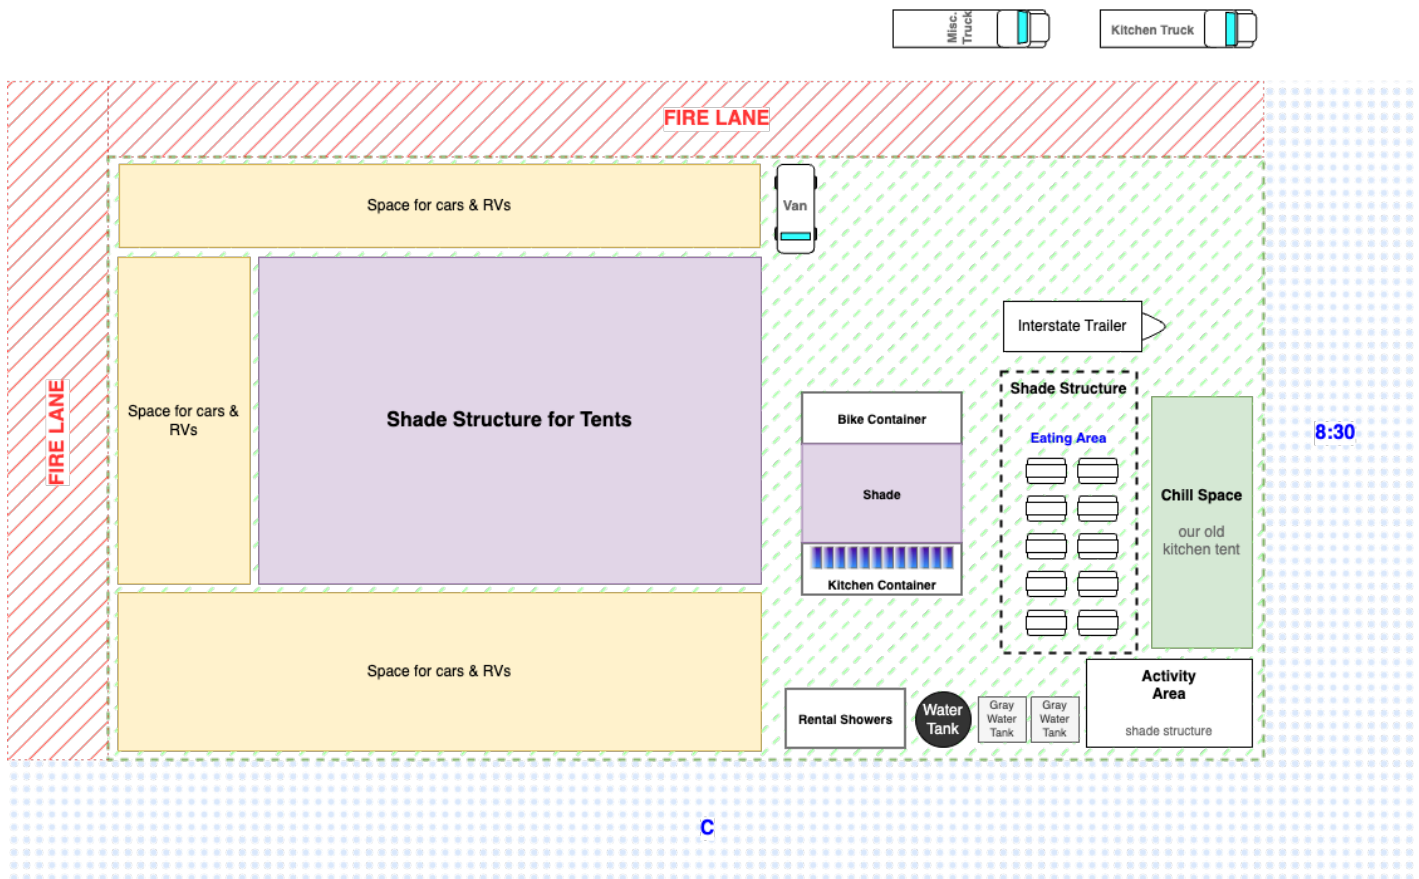 Misc.
Truck
Kitchen Truck
FIRE LANE
Space for cars & RVs
Van
Interstate Trailer
FIRE LANE
Space for cars &
RVs
Shade Structure for Tents
Bike Container
Shade
Kitchen Container
Shade Structure
Eating Area
Chill Space
our old
kitchen tent
8:30
Space for cars & RVs
Rental Showers
Water
Tank
Gray
Water
Tank
Gray
Water
Tank
Activity
Area
shade structure
C